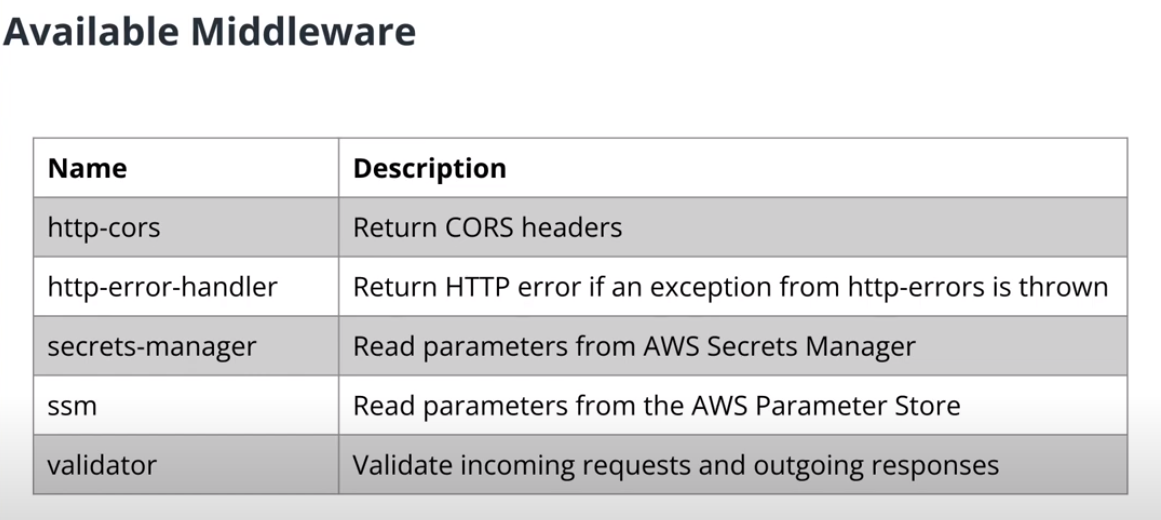 Available Middleware
Name Description
http-cors Return CORS headers
http-error-handler Return HTTP error if an exception from http-errors is thrown
secrets-manager Read parameters from AWS Secrets Manager
ssm Read parameters from the AWS Parameter Store
validator Validate incoming requests and outgoing responses